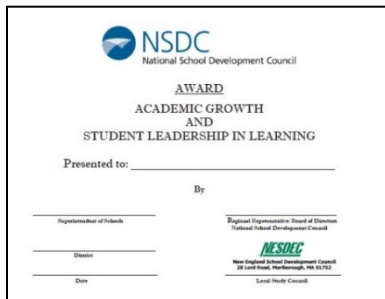 NSDC
National School Development Council
AWARD
ACADEMIC GROWTH
AND
STUDENT LEADERSHIP IN LEARNING
Presented to:
By
Superintendent of Schools
Regional Representative Board of Directors
National School Development Council
District
NESDEC
New England School Development Council
28 Lord Road, Marlborough, MA 01752
Date
Local Study Council